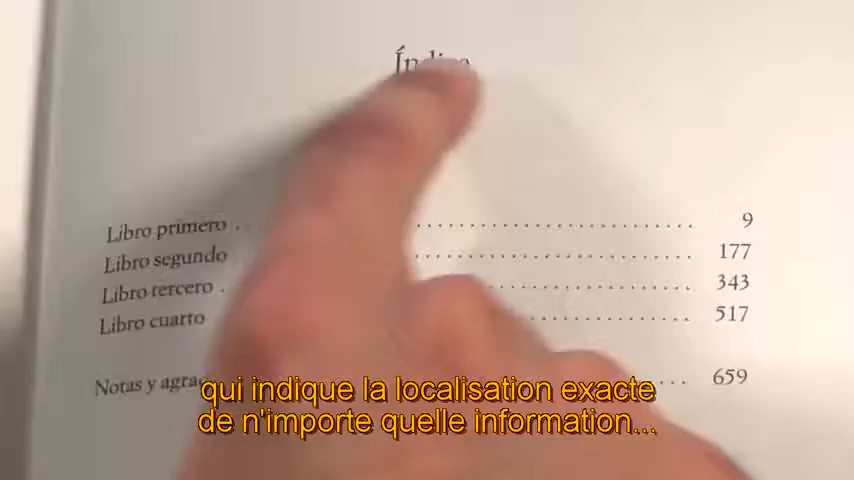 Índice
Libro primero . . . . . . . . . . . . . . . . . . . . . . . . . . . . 9
Libro segundo . . . . . . . . . . . . . . . . . . . . . . . . . . . . 177
Libro tercero . . . . . . . . . . . . . . . . . . . . . . . . . . . . 343
Libro cuarto . . . . . . . . . . . . . . . . . . . . . . . . . . . . 517
Notas y . . . 659
qui indique la localisation exacte
de n'importe quelle information...